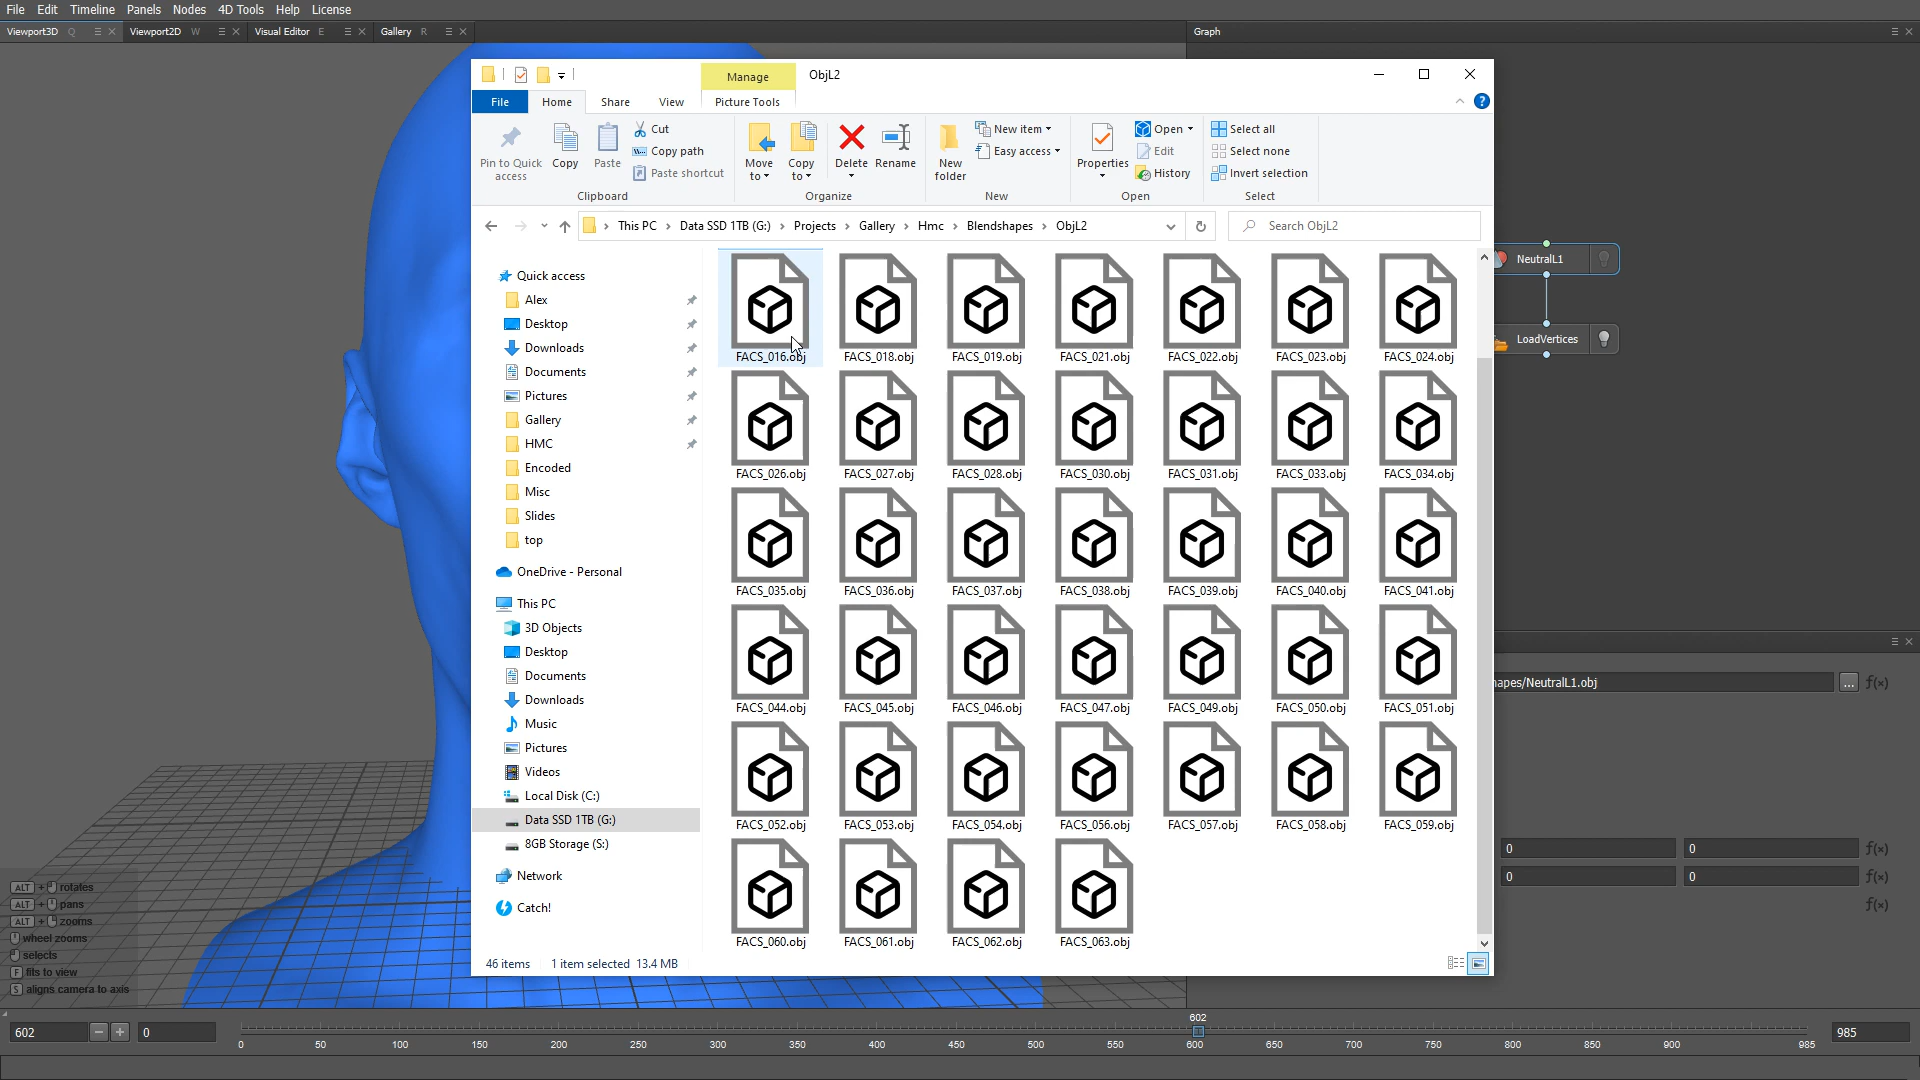 File Edit Timeline Panels Nodes 4D Tools Help License
Viewport3D Q Viewport2D W Visual Editor E Gallery R Graph
Manage ObjL2
File Home Share View Picture Tools
Pin to Quick access
Copy
Paste
Cut
Copy path
Paste shortcut
Clipboard
Move to
Copy to
Delete
Rename
Organize
New folder
New item
Easy access
New
Properties
Open
Edit
History
Open
Select all
Select none
Invert selection
Select
This PC Data SSD 1TB (G:) Projects Gallery Hmc Blendshapes ObjL2
Search ObjL2
Quick access
Alex
Desktop
Downloads
Documents
Pictures
Gallery
HMC
Encoded
Misc
Slides
top
OneDrive - Personal
This PC
3D Objects
Desktop
Documents
Downloads
Music
Pictures
Videos
Local Disk (C:)
Data SSD 1TB (G:)
8GB Storage (S:)
Network
Catch!
FACS_016.obj FACS_018.obj FACS_019.obj FACS_021.obj FACS_022.obj FACS_023.obj FACS_024.obj
FACS_026.obj FACS_027.obj FACS_028.obj FACS_030.obj FACS_031.obj FACS_033.obj FACS_034.obj
FACS_035.obj FACS_036.obj FACS_037.obj FACS_038.obj FACS_039.obj FACS_040.obj FACS_041.obj
FACS_044.obj FACS_045.obj FACS_046.obj FACS_047.obj FACS_049.obj FACS_050.obj FACS_051.obj
FACS_052.obj FACS_053.obj FACS_054.obj FACS_056.obj FACS_057.obj FACS_058.obj FACS_059.obj
FACS_060.obj FACS_061.obj FACS_062.obj FACS_063.obj
46 items 1 item selected 13.4 MB
NeutralL1
LoadVertices
hapes/NeutralL1.obj ... f(x)
0 0 f(x)
0 0 f(x)
f(x)
ALT + rotates
ALT + pans
ALT + zooms
wheel zooms
selects
F fits to view
S aligns camera to axis
602 − + 0
602
0 50 100 150 200 250 300 350 400 450 500 550 600 650 700 750 800 850 900 985
985